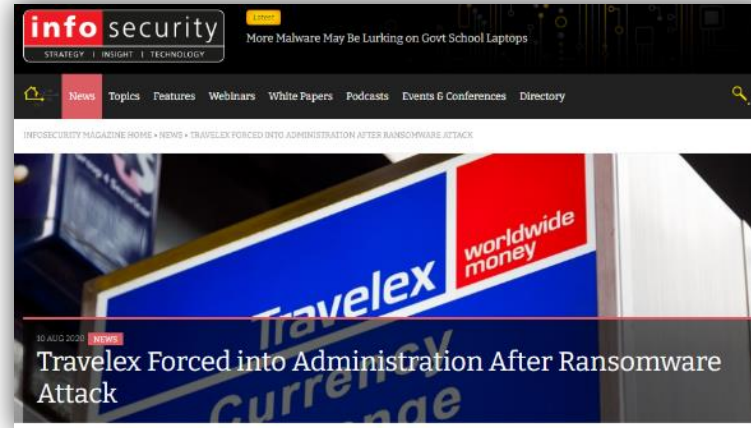 info security
STRATEGY | INSIGHT | TECHNOLOGY
Latest
More Malware May Be Lurking on Govt School Laptops
News Topics Features Webinars White Papers Podcasts Events & Conferences Directory
INFOSECURITY MAGAZINE HOME » NEWS » TRAVELEX FORCED INTO ADMINISTRATION AFTER RANSOMWARE ATTACK
Travelex
worldwide
money
Currency
10 AUG 2020 NEWS
Travelex Forced into Administration After Ransomware
Attack